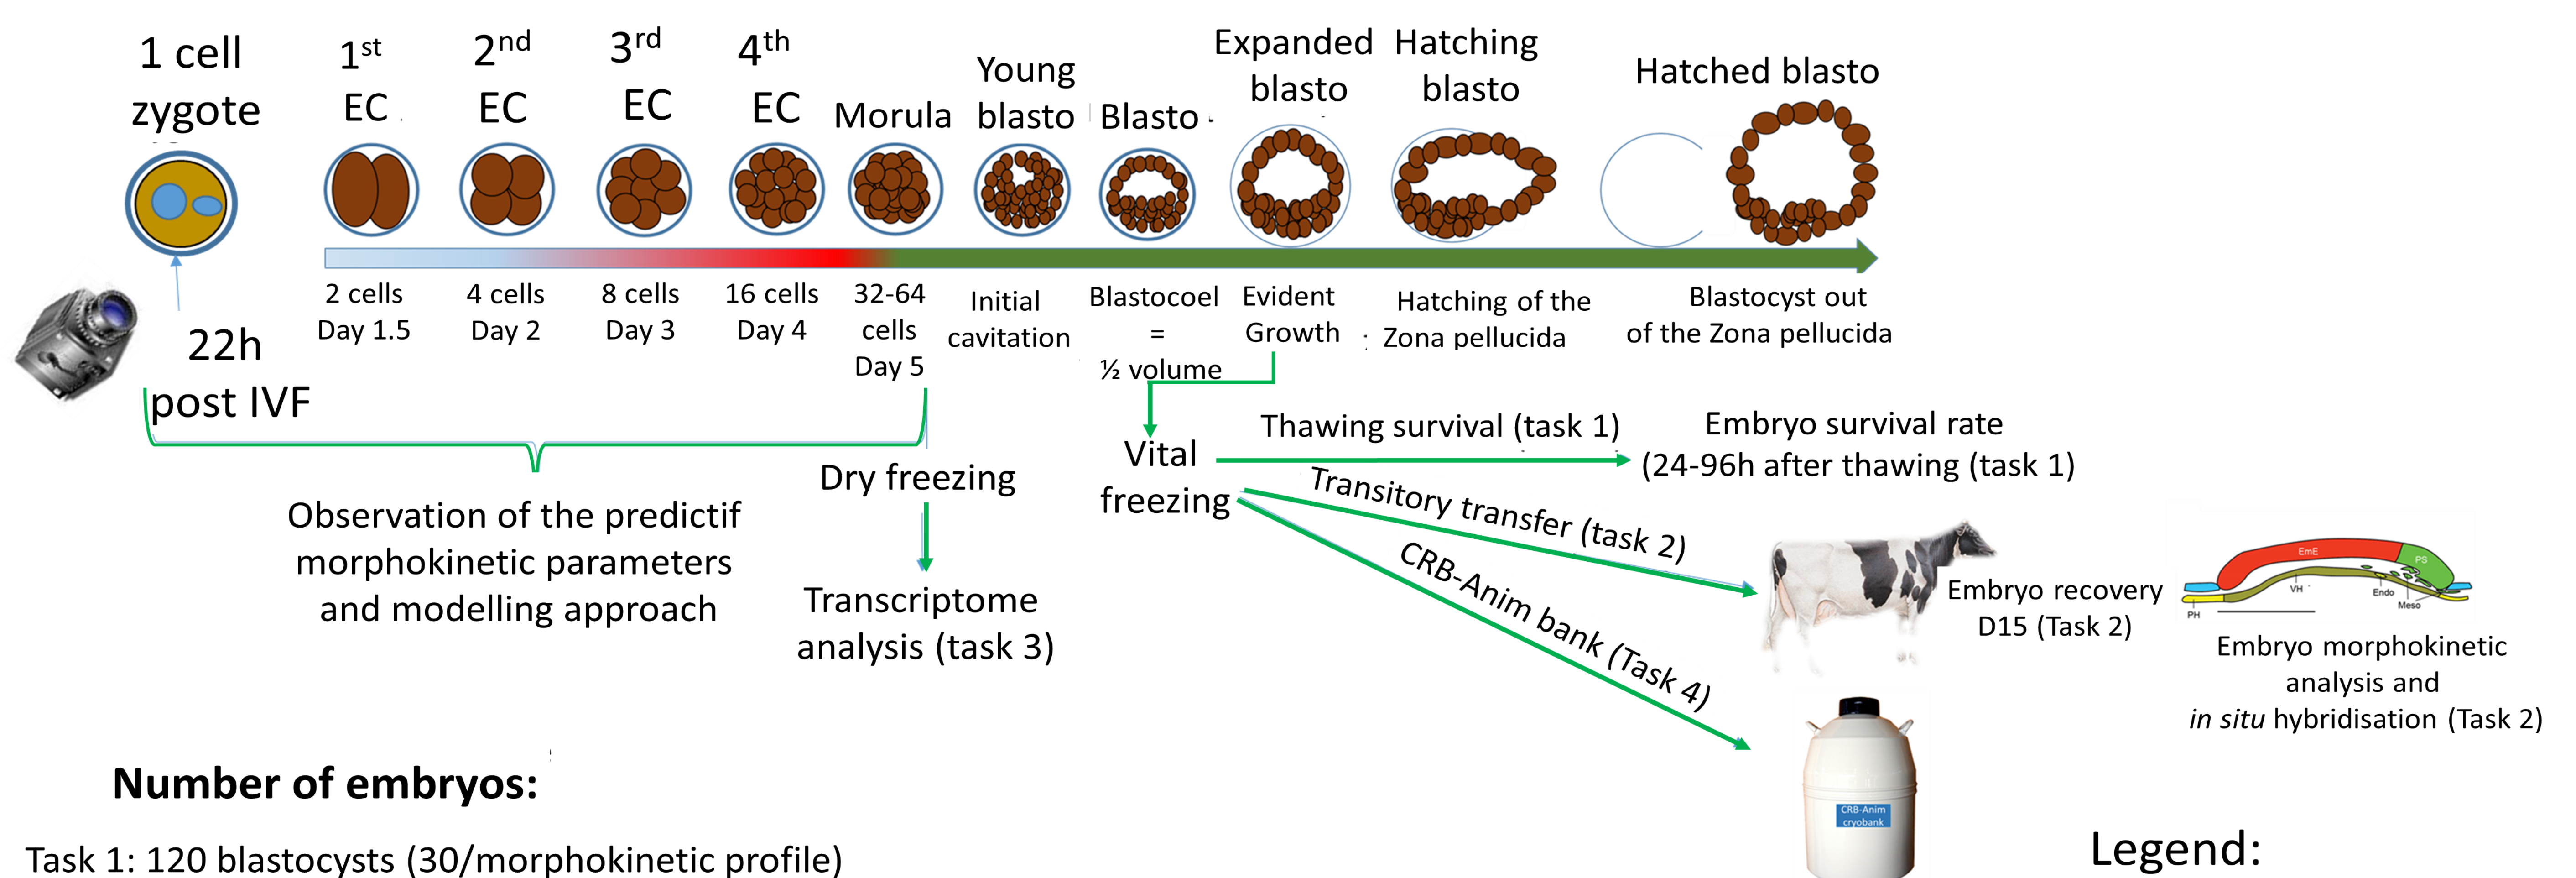 1 cell
zygote
1st
EC
2nd
EC
3rd
EC
4th
EC
Morula
Young
blasto
Blasto
Expanded
blasto
Hatching
blasto
Hatched blasto
2 cells
Day 1.5
4 cells
Day 2
8 cells
Day 3
16 cells
Day 4
32-64
cells
Day 5
Initial
cavitation
Blastocoel
=
½ volume
Evident
Growth
Hatching of the
Zona pellucida
Blastocyst out
of the Zona pellucida
22h
post IVF
Observation of the predictif
morphokinetic parameters
and modelling approach
Dry freezing
Transcriptome
analysis (task 3)
Vital
freezing
Thawing survival (task 1)
Embryo survival rate
(24-96h after thawing (task 1)
Transitory transfer (task 2)
CRB-Anim bank (Task 4)
Embryo recovery
D15 (Task 2)
EmE
PS
VH
Endo
Meso
PH
Embryo morphokinetic
analysis and
in situ hybridisation (Task 2)
CRB-Anim
cryobank
Number of embryos:
Task 1: 120 blastocysts (30/morphokinetic profile)
Legend: